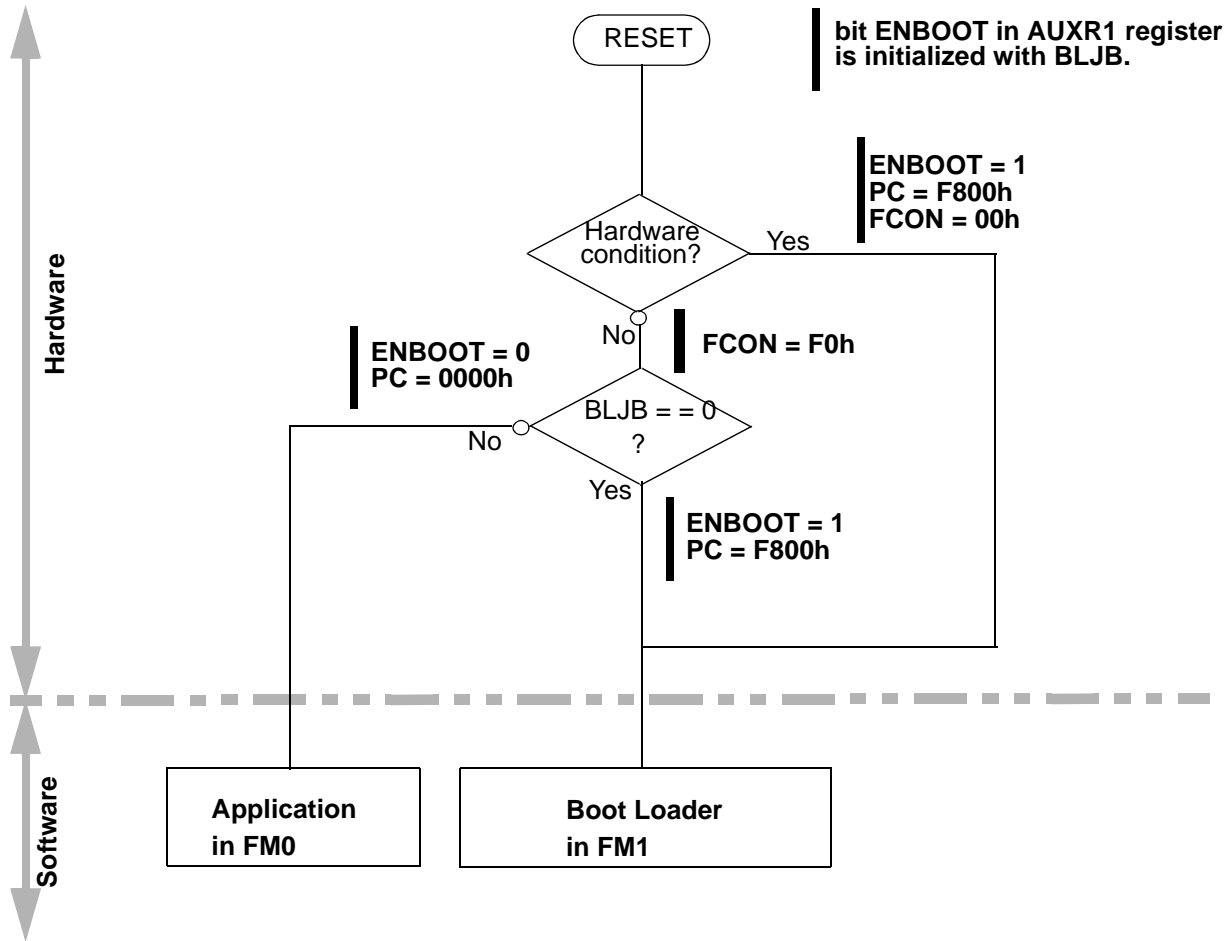 RESET
bit ENBOOT in AUXR1 register
is initialized with BLJB.
ENBOOT = 1
PC = F800h
FCON = 00h
Hardware
condition?
Yes
Hardware
No
FCON = F0h
ENBOOT = 0
PC = 0000h
BLJB = = 0
?
No
Yes
ENBOOT = 1
PC = F800h
Software
Application
in FM0
Boot Loader
in FM1